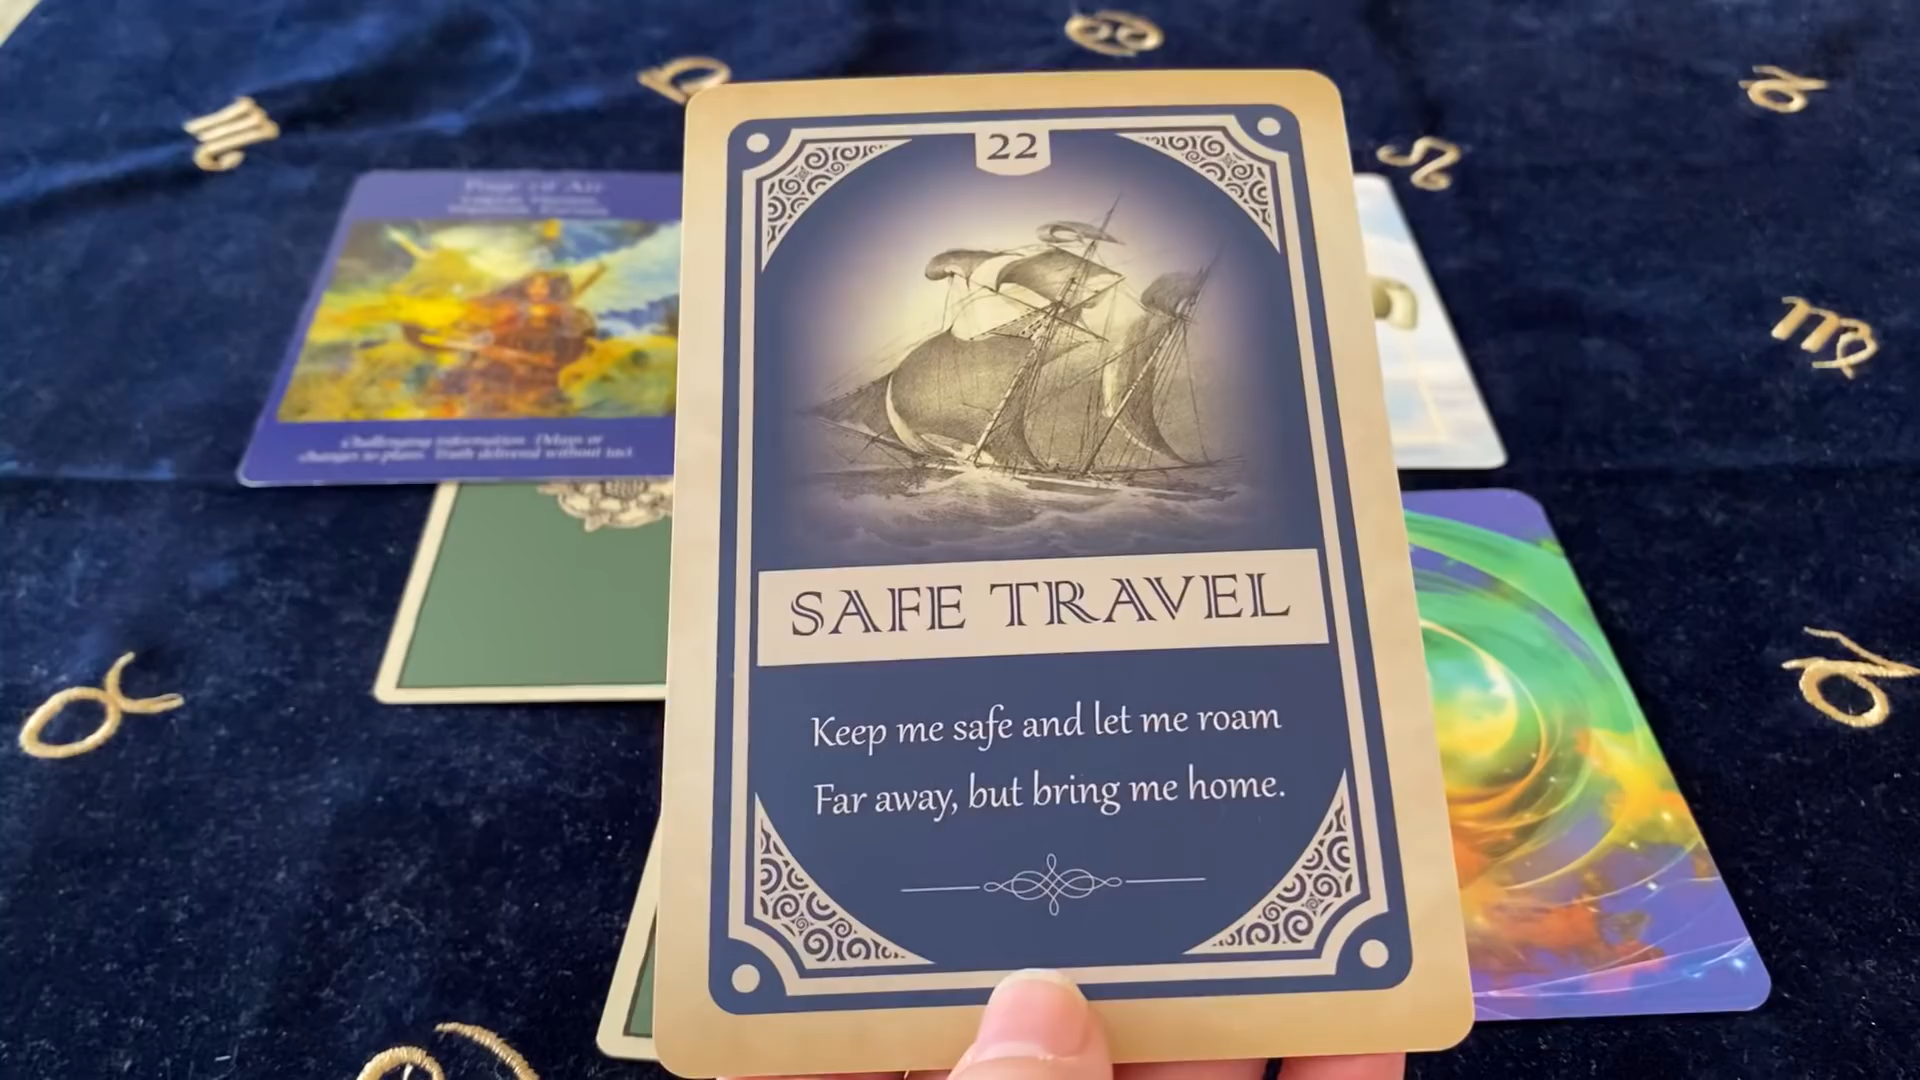 22
SAFE TRAVEL
Keep me safe and let me roam
Far away, but bring me home.
Page of Air
Challenging information. Delays or
changes to plans. Truth delivered without tact.